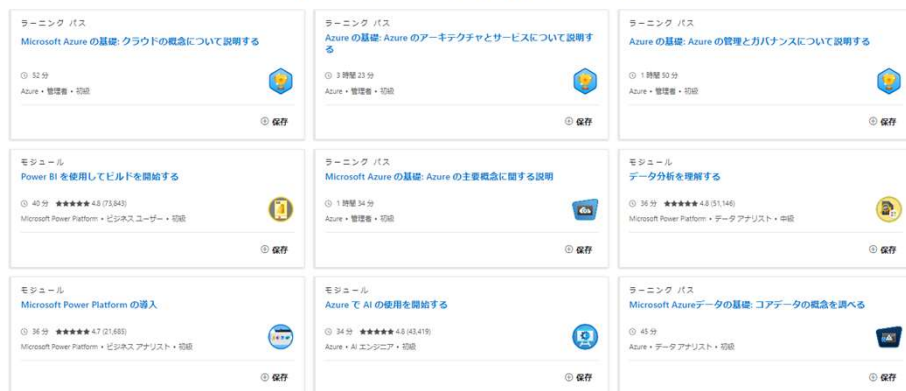 ラーニング パス
Microsoft Azure の基礎: クラウドの概念について説明する
52 分
Azure • 管理者 • 初級
保存
ラーニング パス
Azure の基礎: Azure のアーキテクチャとサービスについて説明す
る
3 時間 23 分
Azure • 管理者 • 初級
保存
ラーニング パス
Azure の基礎: Azure の管理とガバナンスについて説明する
1 時間 50 分
Azure • 管理者 • 初級
保存
モジュール
Power BI を使用してビルドを開始する
40 分 ★★★★★ 4.8 (73,843)
Microsoft Power Platform • ビジネス ユーザー • 初級
保存
ラーニング パス
Microsoft Azure の基礎: Azure の主要概念に関する説明
1 時間 34 分
Azure • 管理者 • 初級
保存
モジュール
データ分析を理解する
36 分 ★★★★★ 4.8 (51,146)
Microsoft Power Platform • データ アナリスト • 中級
保存
モジュール
Microsoft Power Platform の導入
36 分 ★★★★★ 4.7 (21,685)
Microsoft Power Platform • ビジネス アナリスト • 初級
保存
モジュール
Azure で AI の使用を開始する
34 分 ★★★★★ 4.8 (43,419)
Azure • AI エンジニア • 初級
保存
ラーニング パス
Microsoft Azureデータの基礎: コアデータの概念を調べる
45 分
Azure • データ アナリスト • 初級
保存